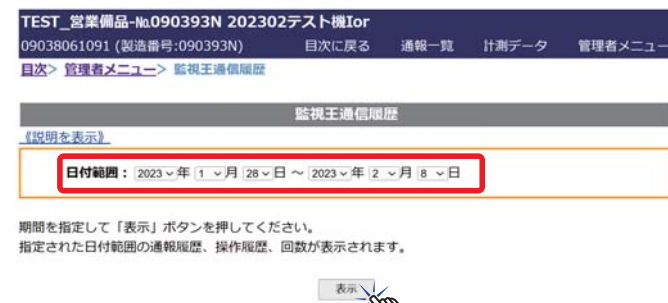 TEST_営業備品-№090393N 202302テスト機Ior
09038061091 (製造番号:090393N) 目次に戻る 通報一覧 計測データ 管理者メニュー
目次> 管理者メニュー> 監視王通信履歴
監視王通信履歴
《説明を表示》
日付範囲： 2023 年 1 月 28 日 ～ 2023 年 2 月 8 日
期間を指定して「表示」ボタンを押してください。
指定された日付範囲の通報履歴、操作履歴、回数が表示されます。
表示